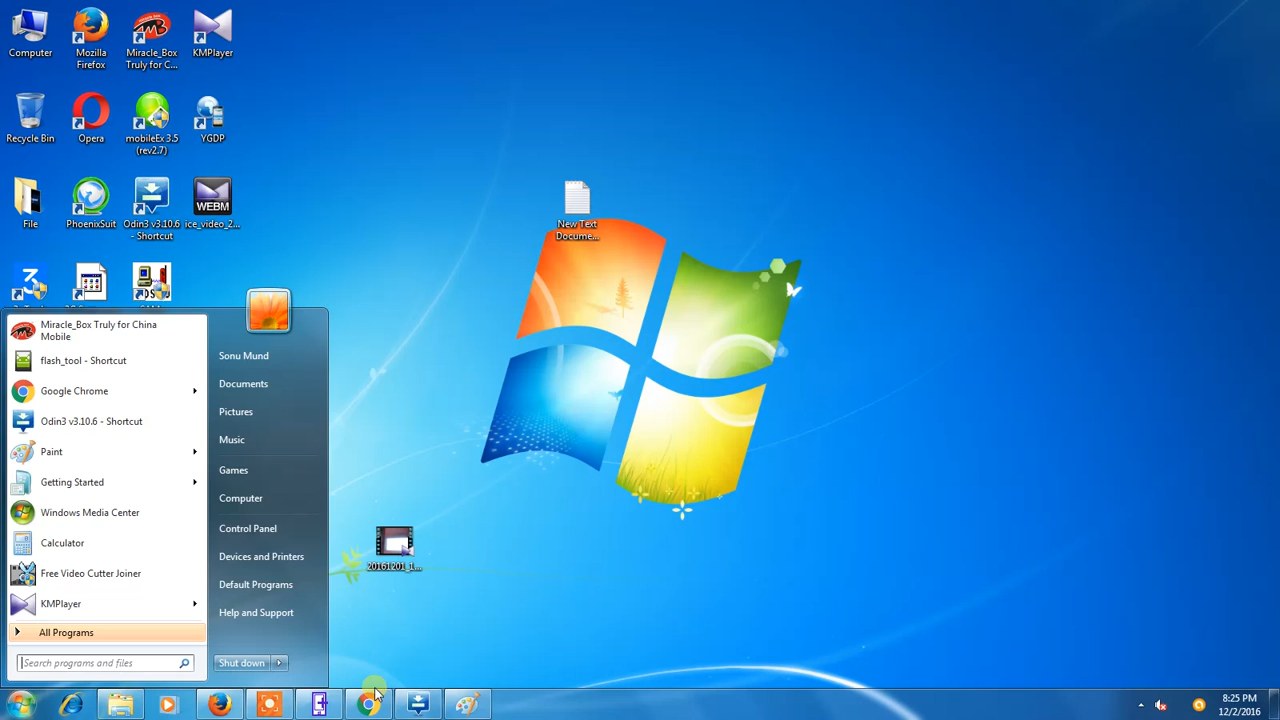 Computer
Mozilla
Firefox
Miracle_Box
Truly for C...
KMPlayer
Recycle Bin
Opera
mobileEx 3.5
(rev2.7)
YGDP
File
PhoenixSuit
Odin3 v3.10.6
- Shortcut
WEBM
ice_video_2...
New Text
Docume...
20161201_1...
Miracle_Box Truly for China
Mobile
flash_tool - Shortcut
Google Chrome
Odin3 v3.10.6 - Shortcut
Paint
Getting Started
Windows Media Center
Calculator
Free Video Cutter Joiner
KMPlayer
All Programs
Search programs and files
Sonu Mund
Documents
Pictures
Music
Games
Computer
Control Panel
Devices and Printers
Default Programs
Help and Support
Shut down
8:25 PM
12/2/2016